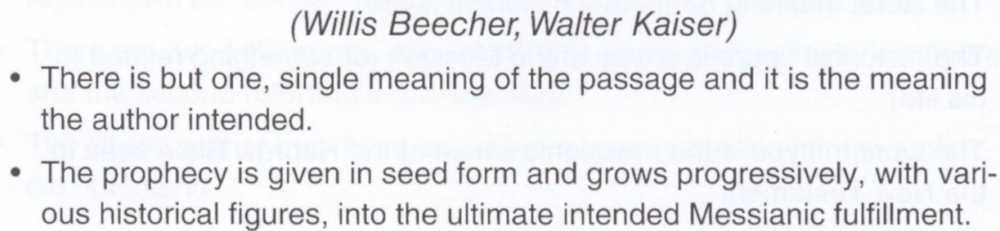 (Willis Beecher, Walter Kaiser)
• There is but one, single meaning of the passage and it is the meaning
the author intended.
• The prophecy is given in seed form and grows progressively, with vari-
ous historical figures, into the ultimate intended Messianic fulfillment.